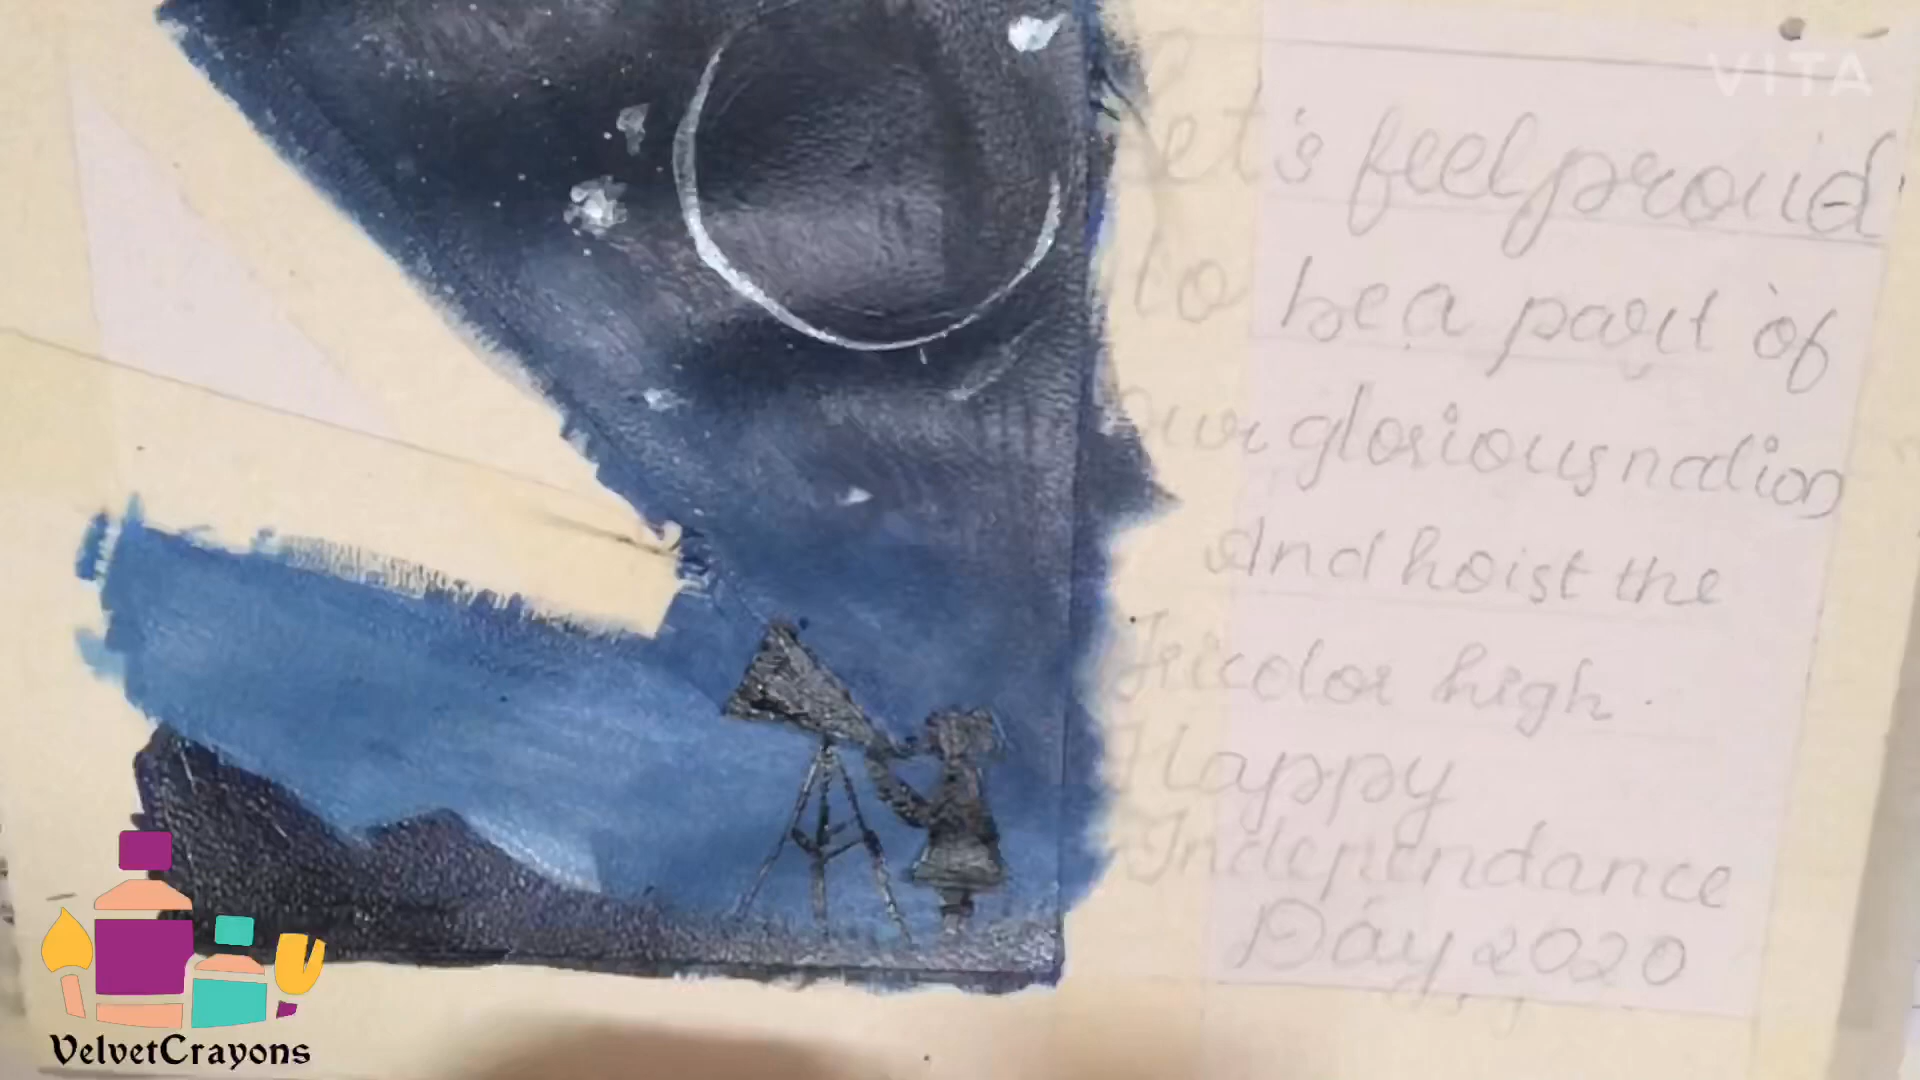 VITA
Let's feel proud
to be a part of
our glorious nation
And hoist the
Tricolor high.
Happy
Independance
Day 2020
VelvetCrayons